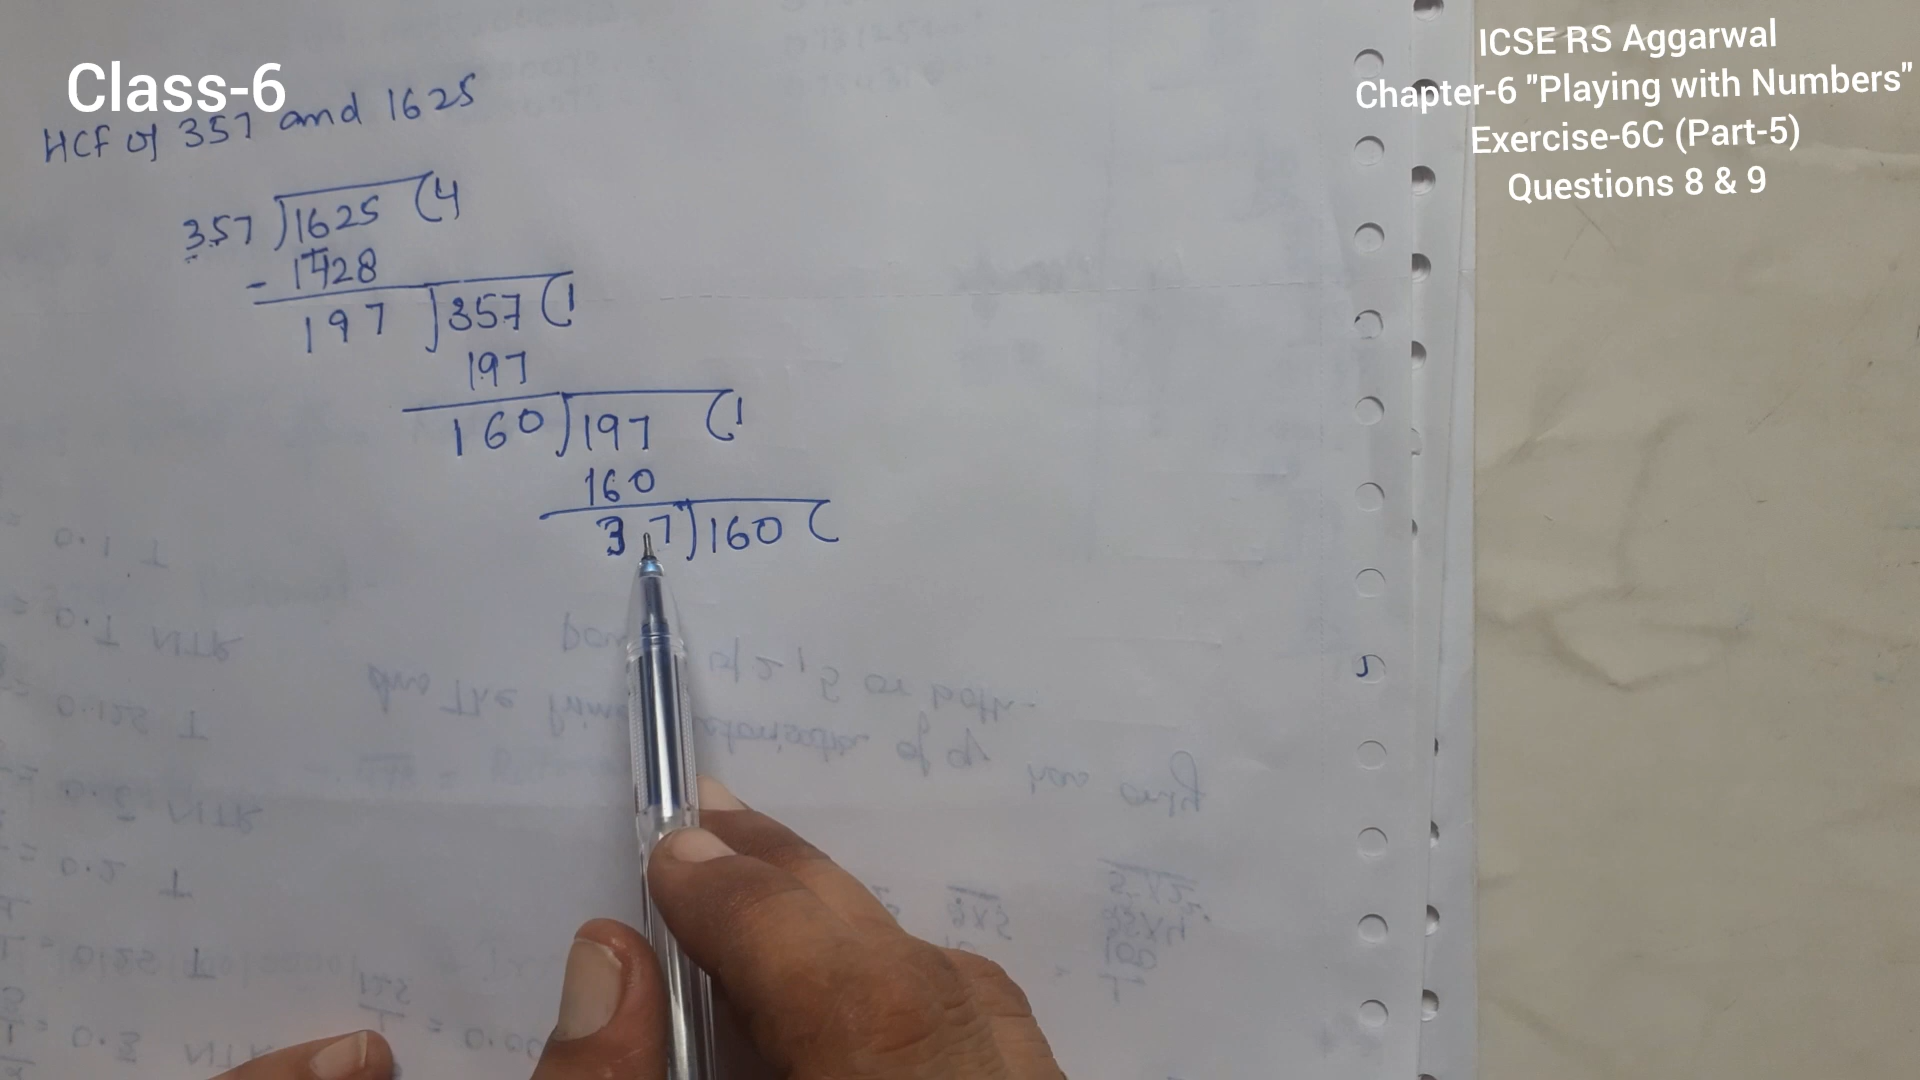 Class-6
ICSE RS Aggarwal
Chapter-6 "Playing with Numbers"
Exercise-6C (Part-5)
Questions 8 & 9
HCF of 357 and 1625
357 ) 1625 ( 4
- 1428
197 ) 357 ( 1
197
160 ) 197 ( 1
160
37 ) 160 (